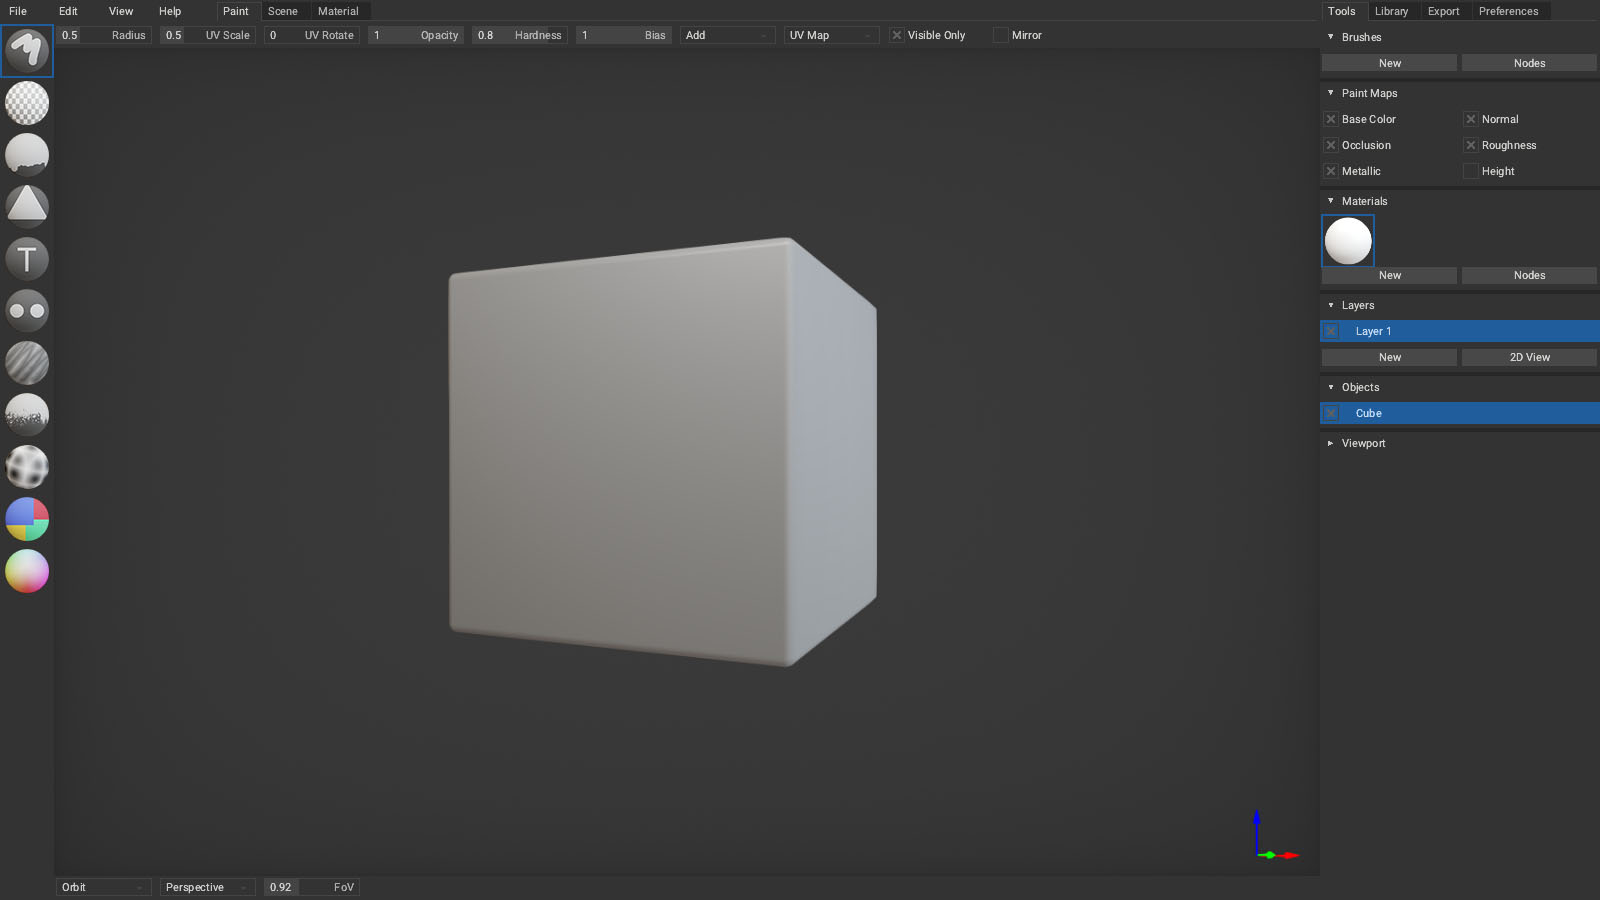 File Edit View Help Paint Scene Material Tools Library Export Preferences
0.5 Radius 0.5 UV Scale 0 UV Rotate 1 Opacity 0.8 Hardness 1 Bias Add UV Map Visible Only Mirror
Brushes
New Nodes
Paint Maps
Base Color Normal
Occlusion Roughness
Metallic Height
Materials
New Nodes
Layers
Layer 1
New 2D View
Objects
Cube
Viewport
T
Orbit Perspective 0.92 FoV